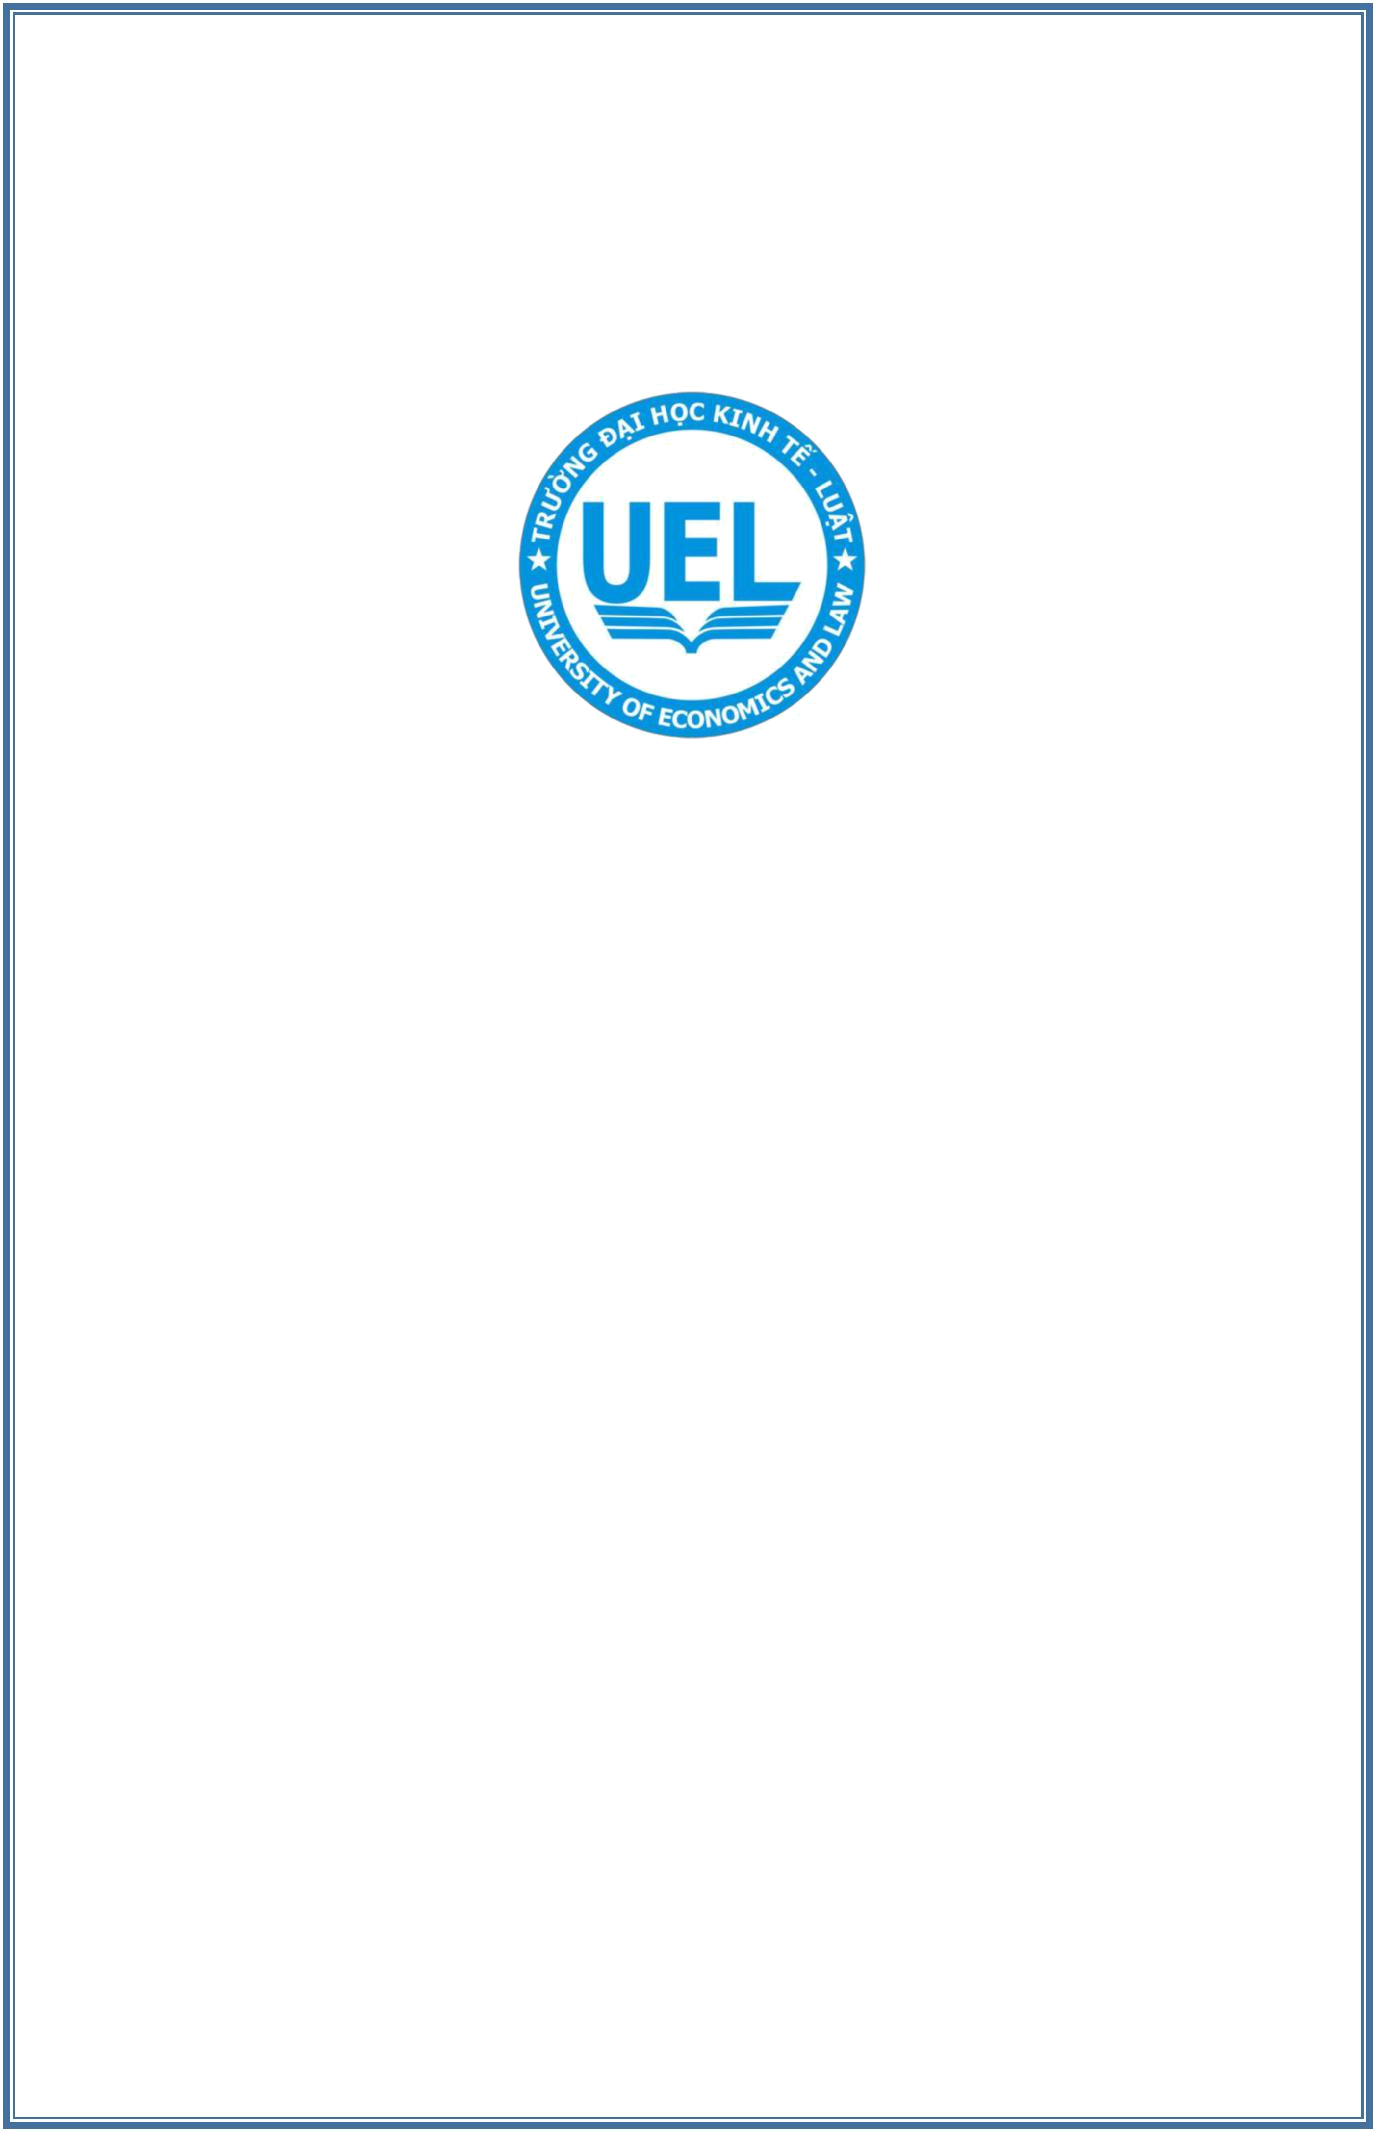 TRƯỜNG ĐẠI HỌC KINH TẾ - LUẬT
UEL
UNIVERSITY OF ECONOMICS AND LAW